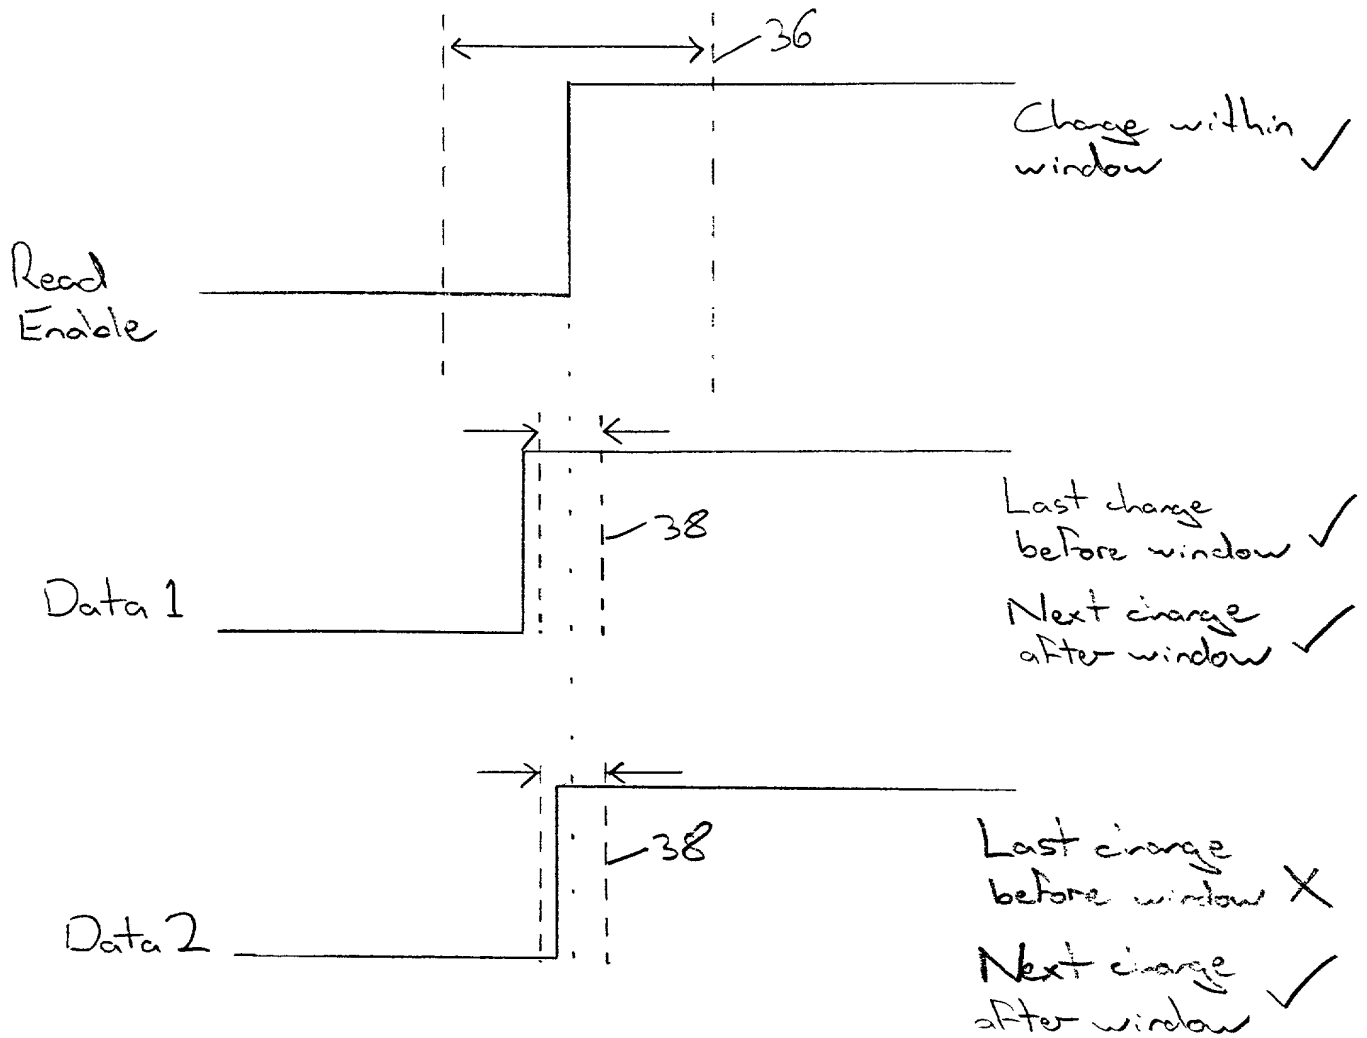 36
Change within
window ✓
Read
Enable
Last change
before window ✓
38
Data 1
Next change
after window ✓
Last change
before window X
38
Data 2
Next change
after window ✓